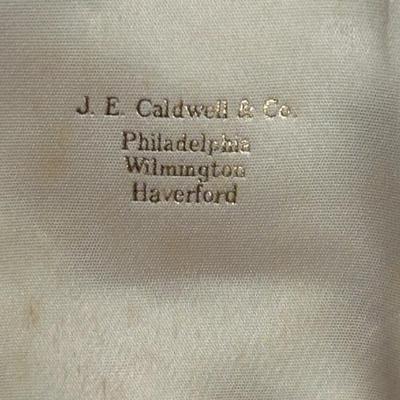 J. E. Caldwell & Co.
Philadelphia
Wilmington
Haverford